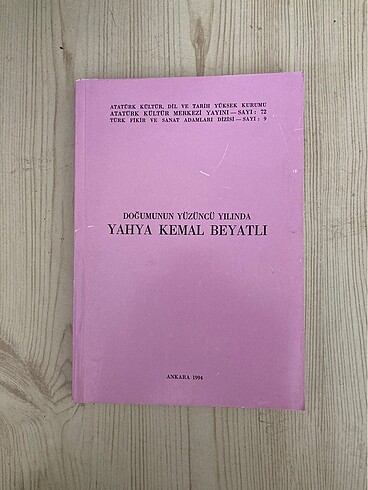 ATATÜRK KÜLTÜR, DİL VE TARİH YÜKSEK KURUMU
ATATÜRK KÜLTÜR MERKEZİ YAYINI — SAYI : 72
TÜRK FİKİR VE SANAT ADAMLARI DİZİSİ — SAYI : 9
DOĞUMUNUN YÜZÜNCÜ YILINDA
YAHYA KEMAL BEYATLI
ANKARA 1994